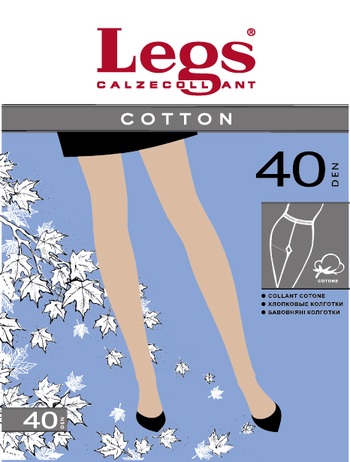 Legs®
CALZECOLLANT
COTTON
40 DEN
COTONE
• COLLANT COTONE
• ХЛОПКОВЫЕ КОЛГОТКИ
• БАВОВНЯНІ КОЛГОТКИ
40 DEN